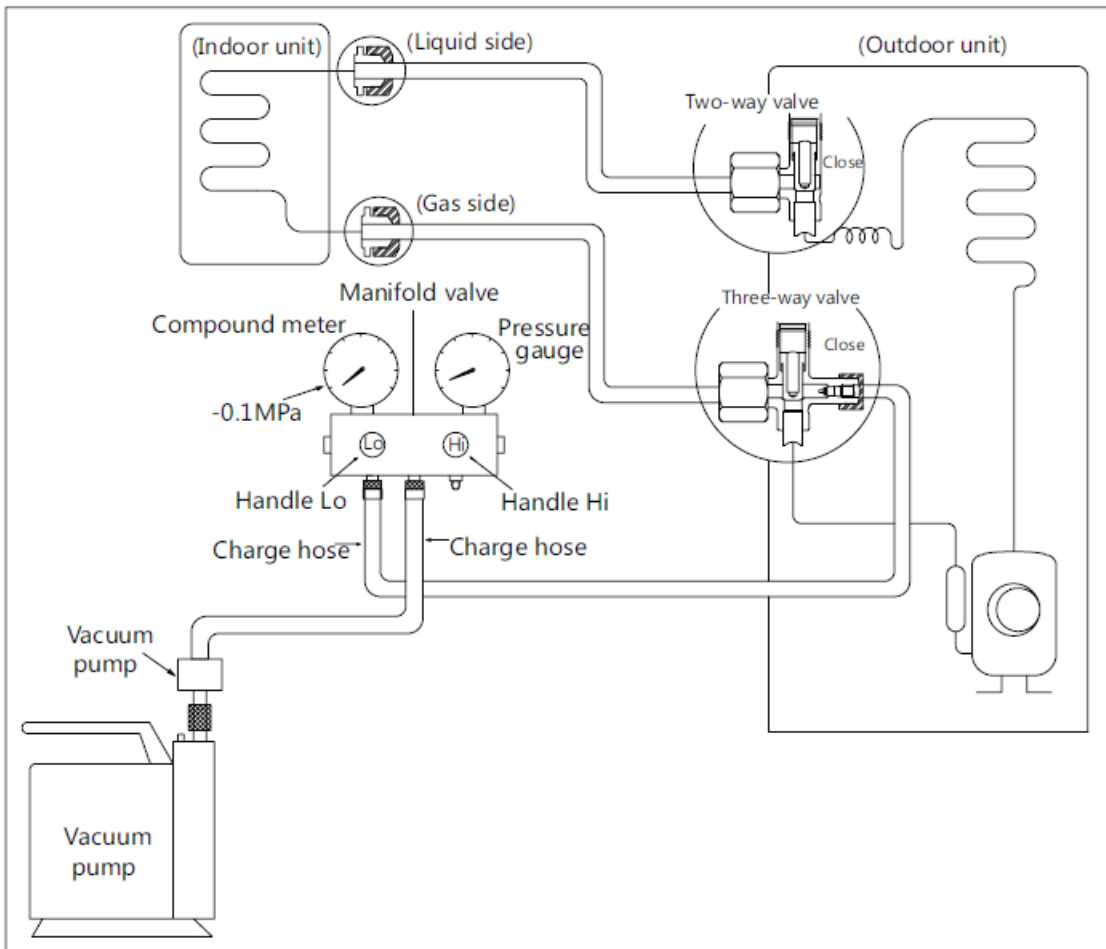 (Indoor unit)
(Liquid side)
(Outdoor unit)
Two-way valve
Close
(Gas side)
Three-way valve
Close
Manifold valve
Compound meter
Pressure
gauge
-0.1MPa
Lo
Hi
Handle Lo
Handle Hi
Charge hose
Charge hose
Vacuum
pump
Vacuum
pump